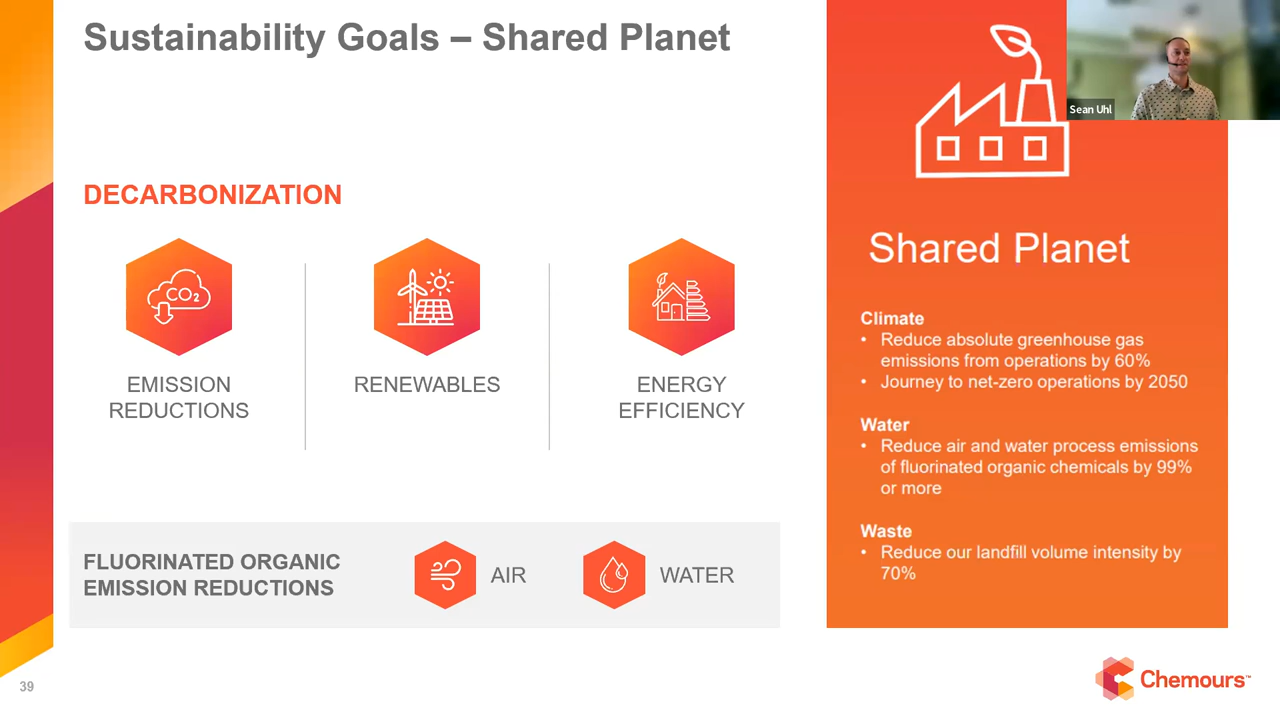 Sustainability Goals – Shared Planet
Sean Uhl
DECARBONIZATION
CO2
EMISSION
REDUCTIONS
RENEWABLES
ENERGY
EFFICIENCY
FLUORINATED ORGANIC
EMISSION REDUCTIONS
AIR
WATER
Shared Planet
Climate
• Reduce absolute greenhouse gas
emissions from operations by 60%
• Journey to net-zero operations by 2050
Water
• Reduce air and water process emissions
of fluorinated organic chemicals by 99%
or more
Waste
• Reduce our landfill volume intensity by
70%
39
Chemours™